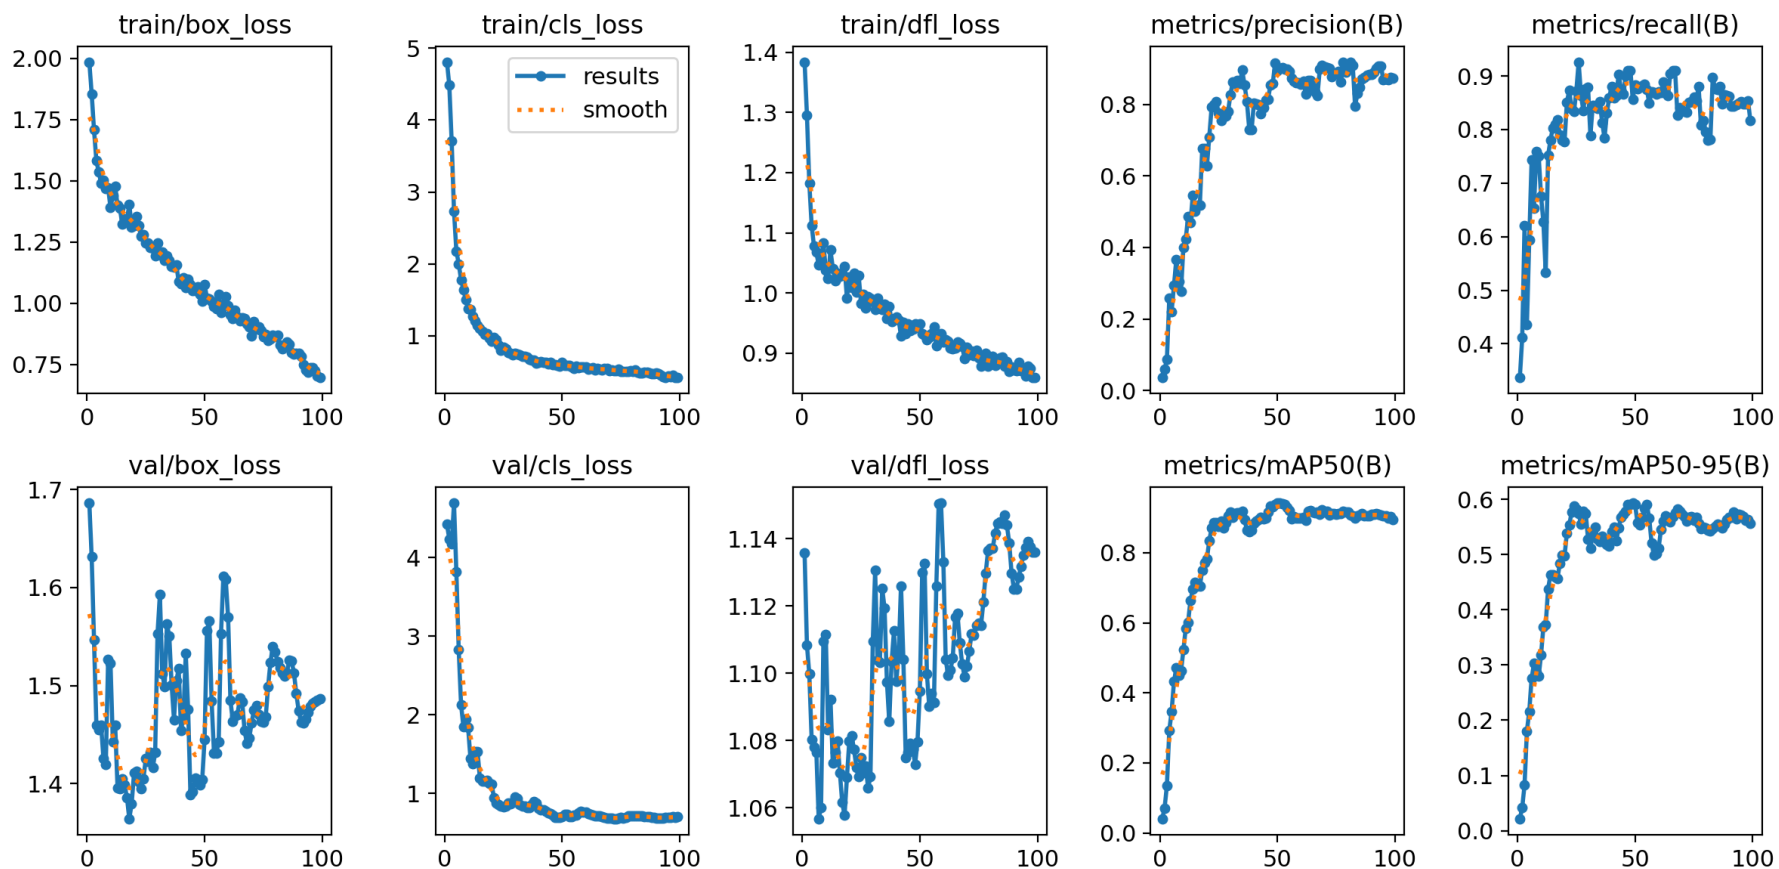 train/box_loss
train/cls_loss
train/dfl_loss
metrics/precision(B)
metrics/recall(B)
2.00
1.75
1.50
1.25
1.00
0.75
0 50 100
5
4
3
2
1
0 50 100
results
smooth
1.4
1.3
1.2
1.1
1.0
0.9
0 50 100
0.8
0.6
0.4
0.2
0.0
0 50 100
0.9
0.8
0.7
0.6
0.5
0.4
0 50 100
val/box_loss
val/cls_loss
val/dfl_loss
metrics/mAP50(B)
metrics/mAP50-95(B)
1.7
1.6
1.5
1.4
0 50 100
4
3
2
1
0 50 100
1.14
1.12
1.10
1.08
1.06
0 50 100
0.8
0.6
0.4
0.2
0.0
0 50 100
0.6
0.5
0.4
0.3
0.2
0.1
0.0
0 50 100